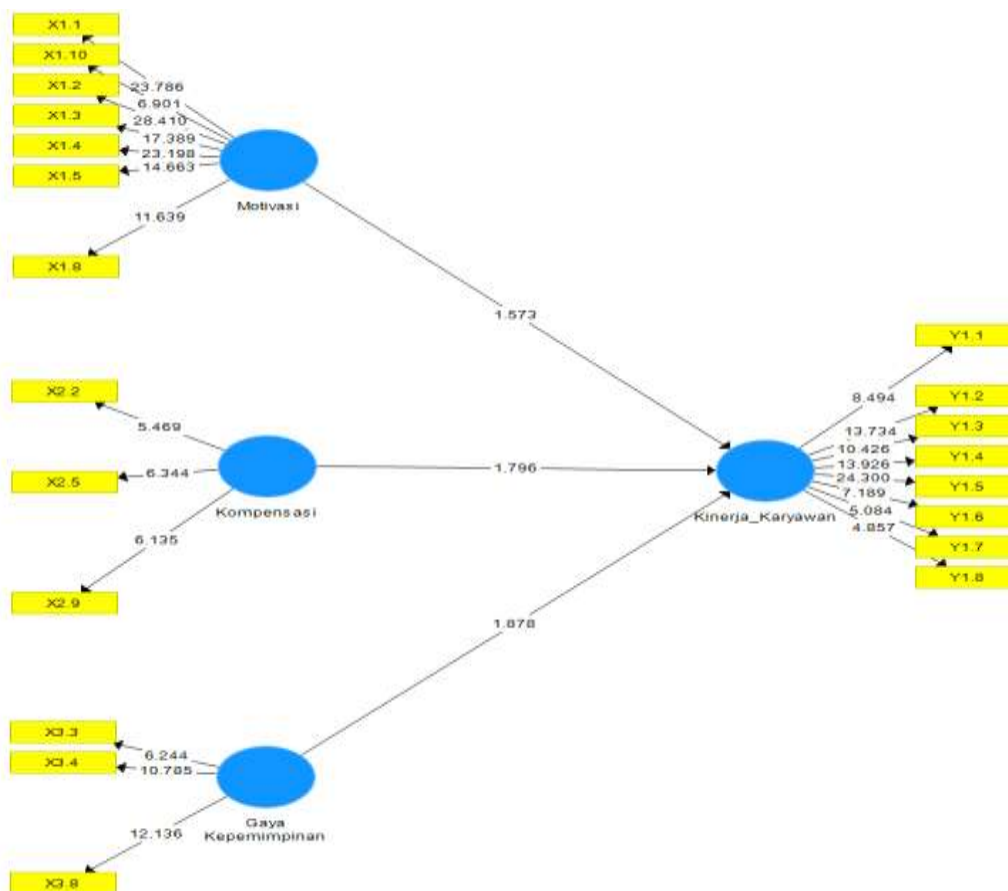 X1.1
X1.10
X1.2
X1.3
X1.4
X1.5
X1.8
23.786
6.901
28.410
17.389
23.198
14.663
11.639
Motivasi
1.573
X2.2
X2.5
X2.9
5.469
6.344
6.135
Kompensasi
1.796
X3.3
X3.4
X3.8
6.244
10.785
12.136
Gaya
Kepemimpinan
1.878
Kinerja_Karyawan
8.494
13.734
10.426
13.926
24.300
7.189
5.084
4.857
Y1.1
Y1.2
Y1.3
Y1.4
Y1.5
Y1.6
Y1.7
Y1.8